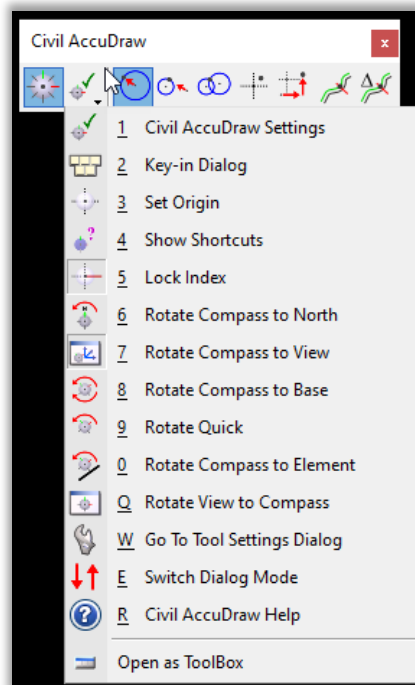 Civil AccuDraw
x
1 Civil AccuDraw Settings
2 Key-in Dialog
3 Set Origin
4 Show Shortcuts
5 Lock Index
6 Rotate Compass to North
7 Rotate Compass to View
8 Rotate Compass to Base
9 Rotate Quick
0 Rotate Compass to Element
Q Rotate View to Compass
W Go To Tool Settings Dialog
E Switch Dialog Mode
R Civil AccuDraw Help
Open as ToolBox